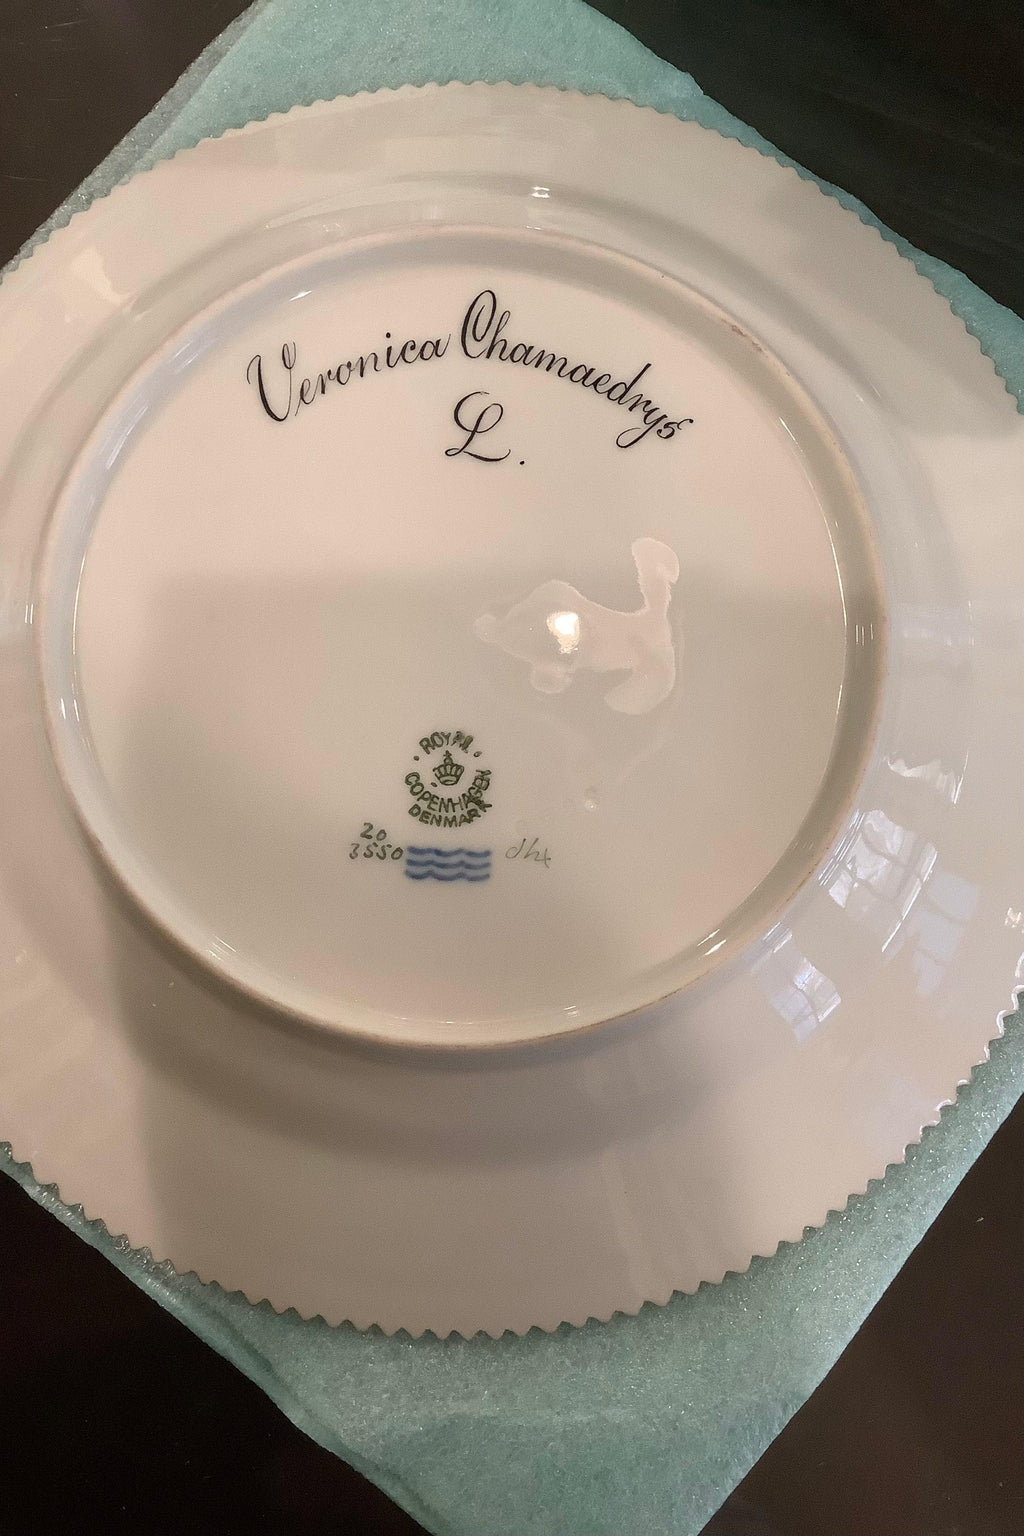 Veronica Chamaedrys
L.
ROYAL
COPENHAGEN
DENMARK
20
3550